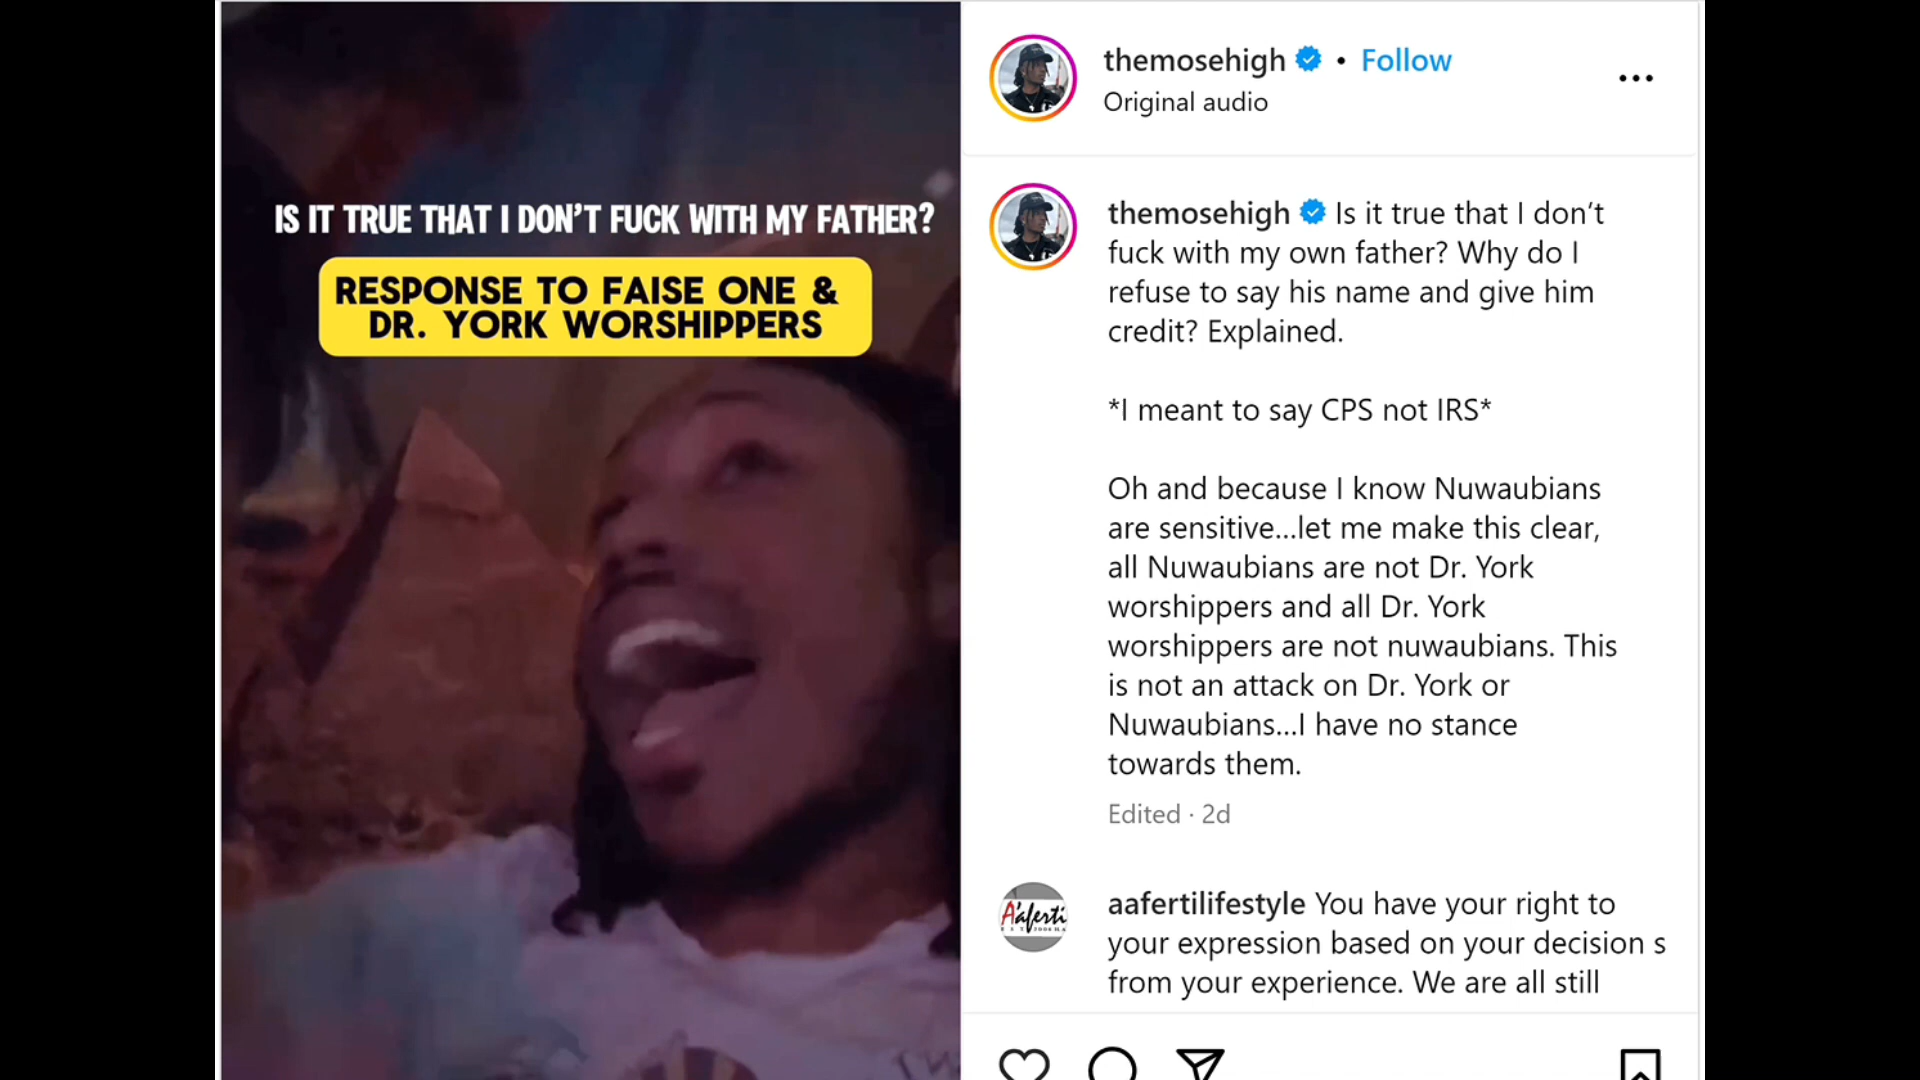 IS IT TRUE THAT I DON'T FUCK WITH MY FATHER?
RESPONSE TO FAISE ONE &
DR. YORK WORSHIPPERS
themosehigh • Follow
Original audio
themosehigh Is it true that I don't
fuck with my own father? Why do I
refuse to say his name and give him
credit? Explained.
*I meant to say CPS not IRS*
Oh and because I know Nuwaubians
are sensitive...let me make this clear,
all Nuwaubians are not Dr. York
worshippers and all Dr. York
worshippers are not nuwaubians. This
is not an attack on Dr. York or
Nuwaubians...I have no stance
towards them.
Edited · 2d
A'aferti
aafertilifestyle You have your right to
your expression based on your decision s
from your experience. We are all still